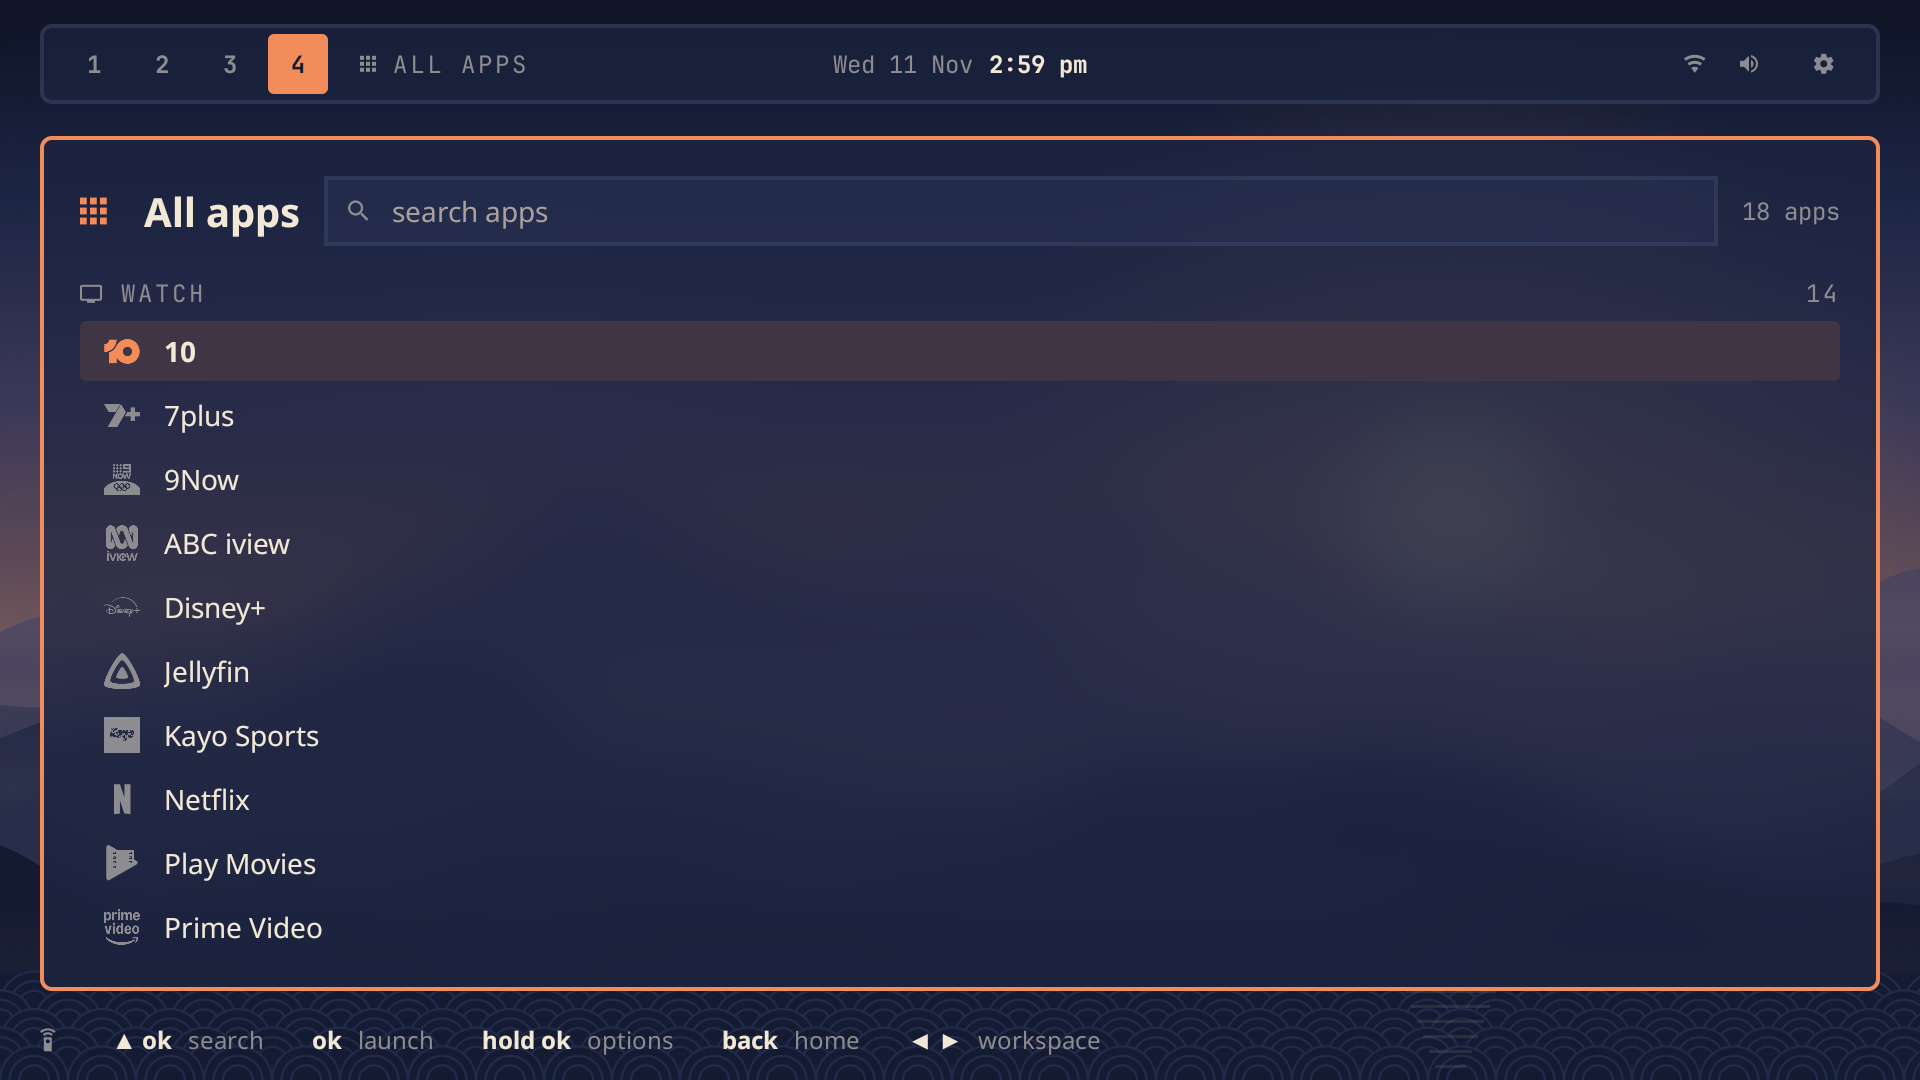 1 2 3 4 ALL APPS Wed 11 Nov 2:59 pm
All apps search apps 18 apps
WATCH 14
10
7plus
9Now
ABC iview
Disney+
Jellyfin
Kayo Sports
Netflix
Play Movies
prime video Prime Video
▲ ok search ok launch hold ok options back home ◀ ▶ workspace